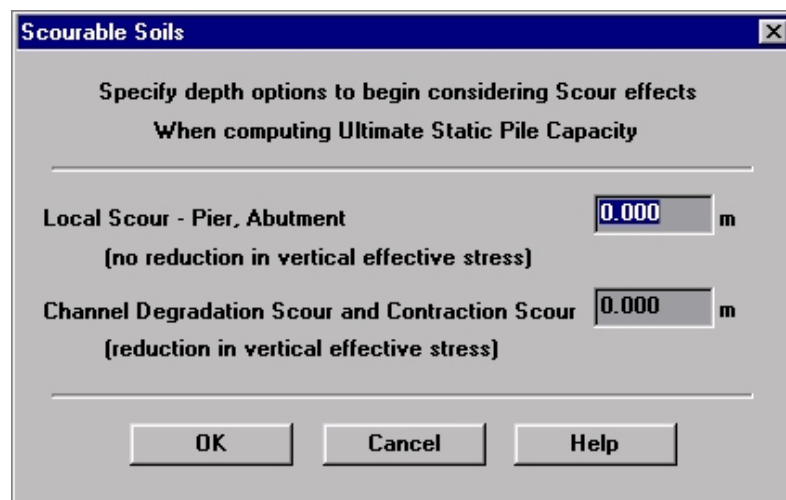 Scourable Soils
Specify depth options to begin considering Scour effects
When computing Ultimate Static Pile Capacity
Local Scour - Pier, Abutment 0.000 m
(no reduction in vertical effective stress)
Channel Degradation Scour and Contraction Scour 0.000 m
(reduction in vertical effective stress)
OK Cancel Help